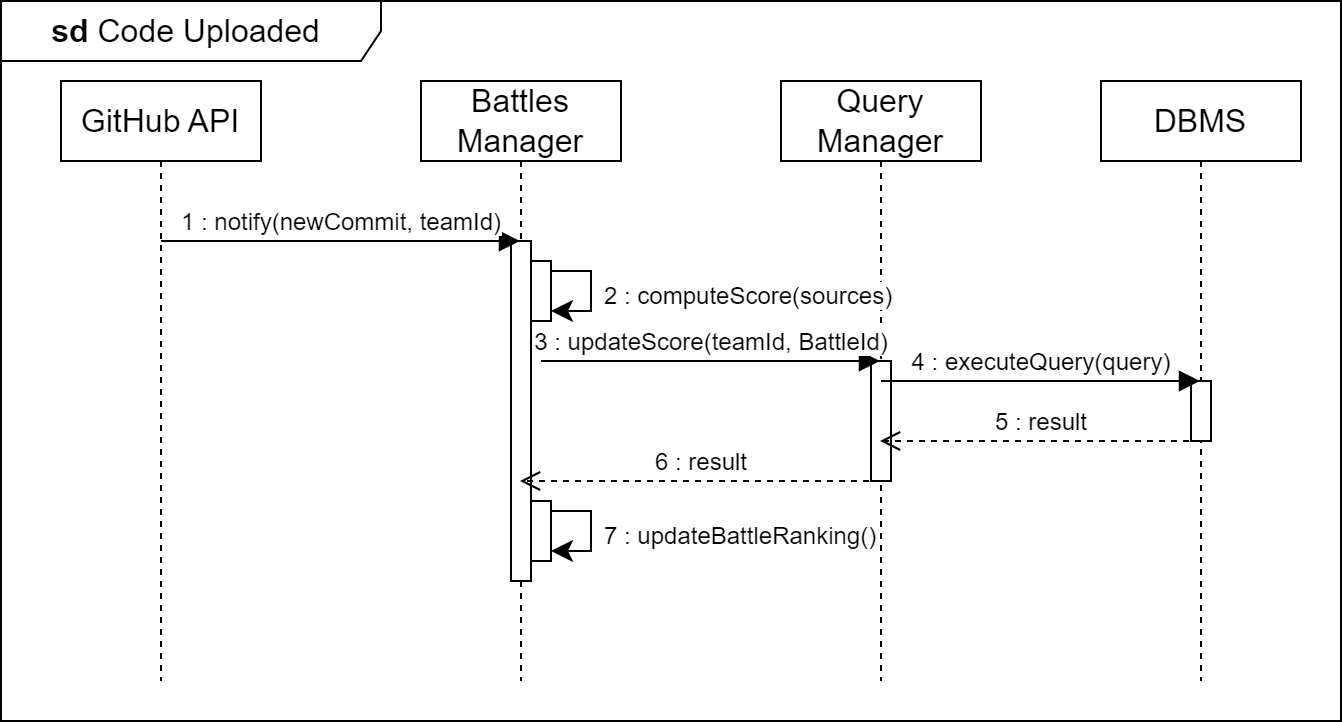 sd Code Uploaded
GitHub API
Battles
Manager
Query
Manager
DBMS
1 : notify(newCommit, teamId)
2 : computeScore(sources)
3 : updateScore(teamId, BattleId)
4 : executeQuery(query)
5 : result
6 : result
7 : updateBattleRanking()